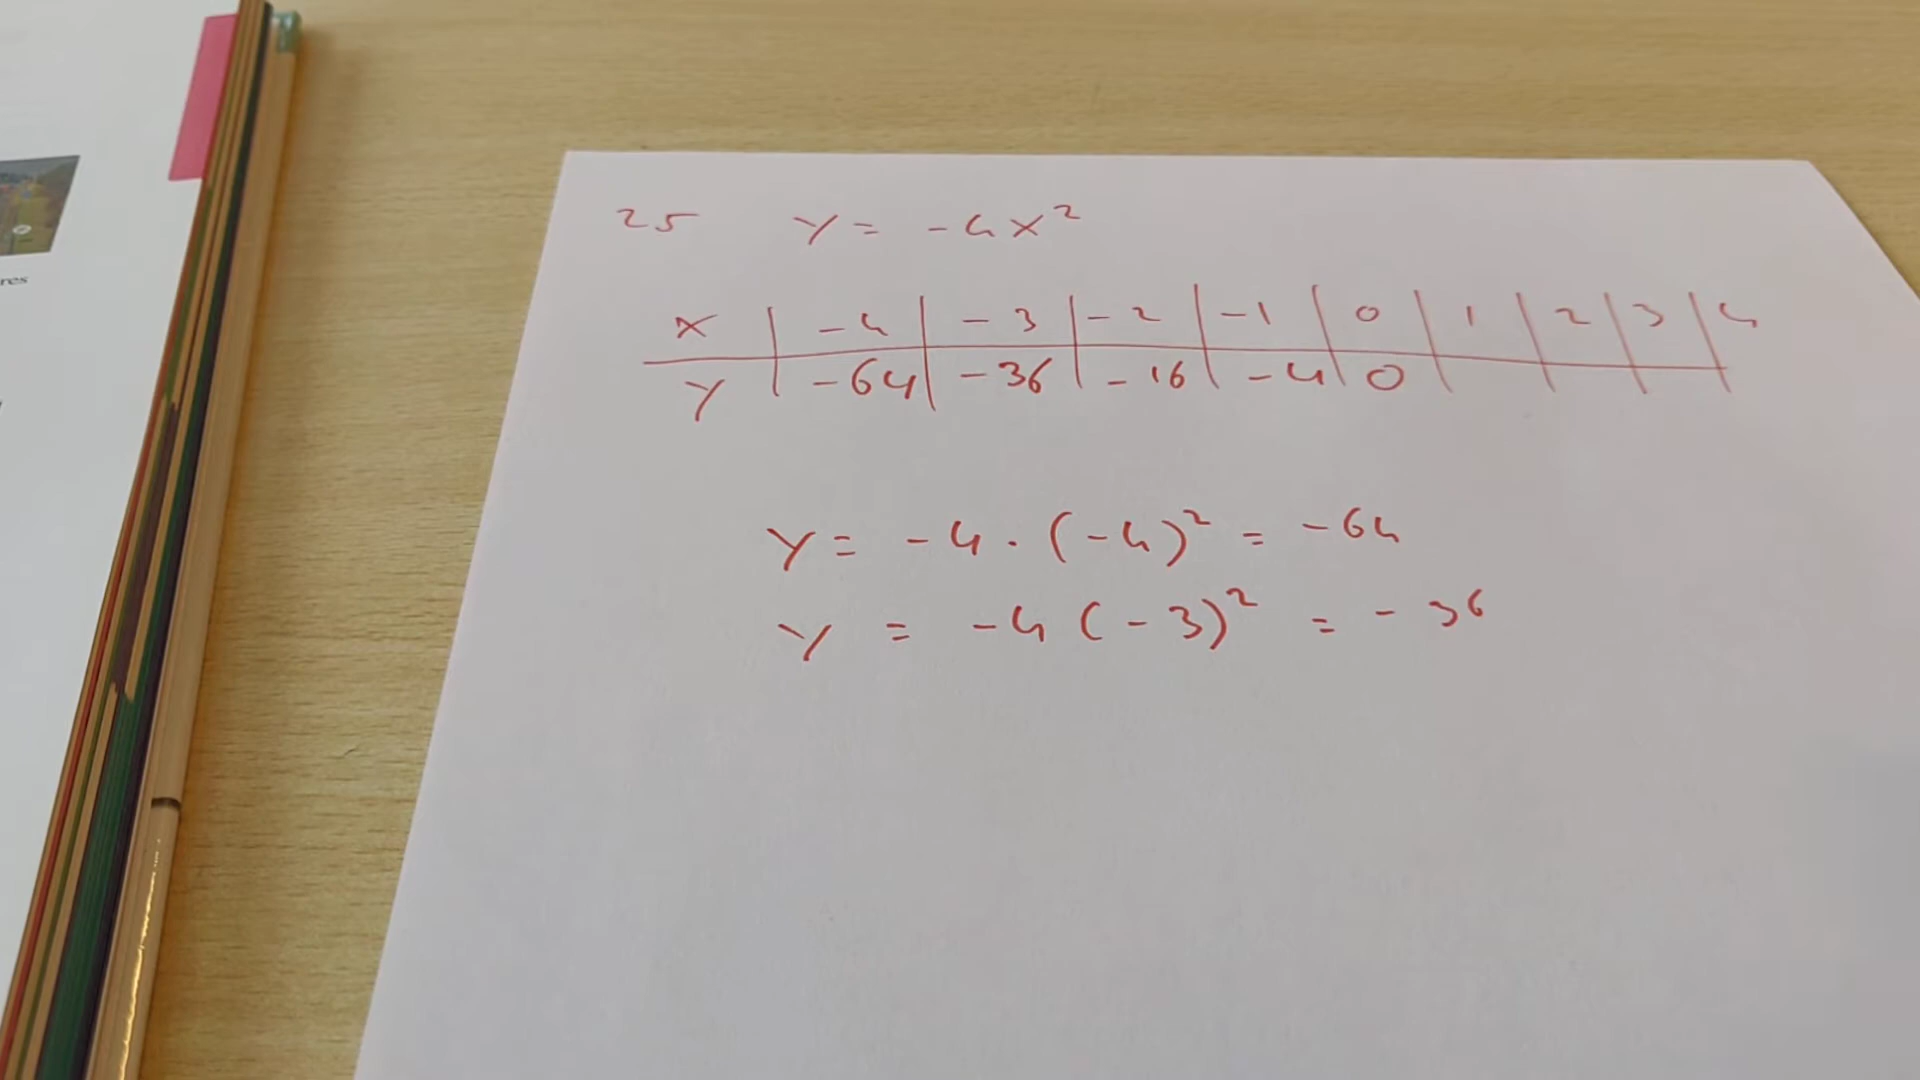 res
25 y = -4x²
x | -4 | -3 | -2 | -1 | 0 | 1 | 2 | 3 | 4
y | -64 | -36 | -16 | -4 | 0 | | | |
y = -4 · (-4)² = -64
y = -4 (-3)² = -36